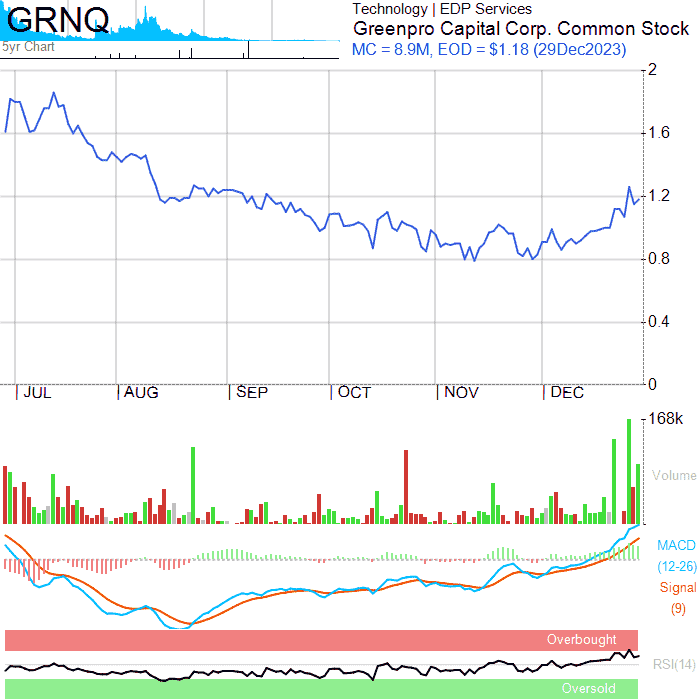 GRNQ
5yr Chart
Technology | EDP Services
Greenpro Capital Corp. Common Stock
MC = 8.9M, EOD = $1.18 (29Dec2023)
2
1.6
1.2
0.8
0.4
0
JUL AUG SEP OCT NOV DEC
168k
Volume
MACD
(12-26)
Signal
(9)
Overbought
RSI(14)
Oversold